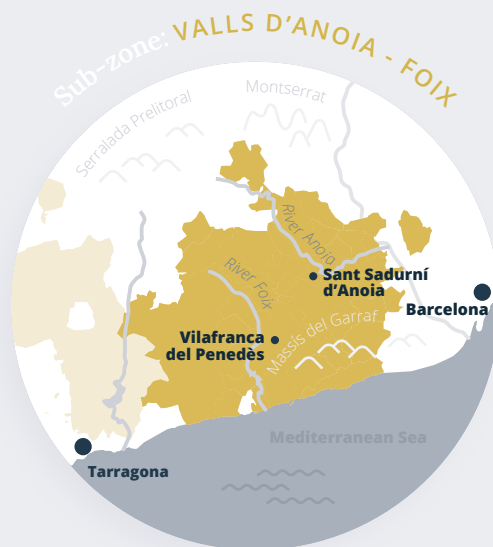 Sub-zone: VALLS D’ANOIA - FOIX
Montserrat
Serralada Prelitoral
River Anoia
River Foix
Sant Sadurní
d’Anoia
Barcelona
Vilafranca
del Penedès
Massís del Garraf
Mediterranean Sea
Tarragona